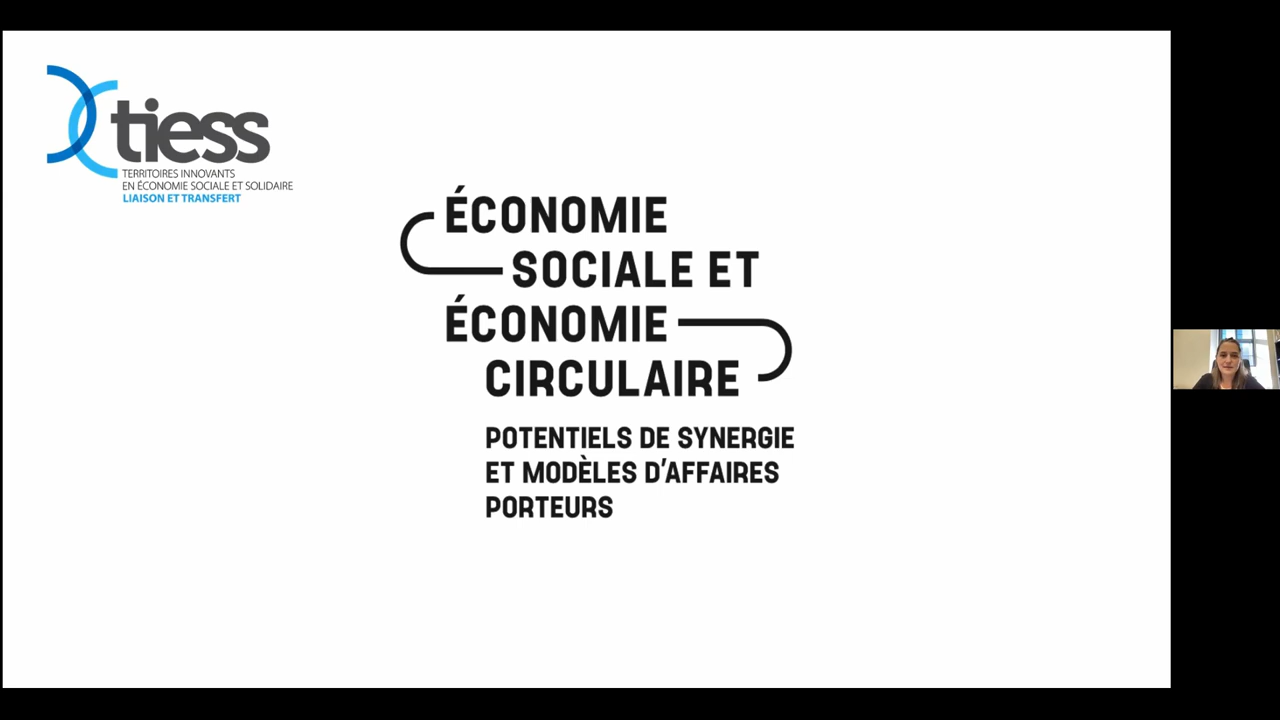 tiess
TERRITOIRES INNOVANTS
EN ÉCONOMIE SOCIALE ET SOLIDAIRE
LIAISON ET TRANSFERT
ÉCONOMIE
SOCIALE ET
ÉCONOMIE
CIRCULAIRE
POTENTIELS DE SYNERGIE
ET MODÈLES D'AFFAIRES
PORTEURS